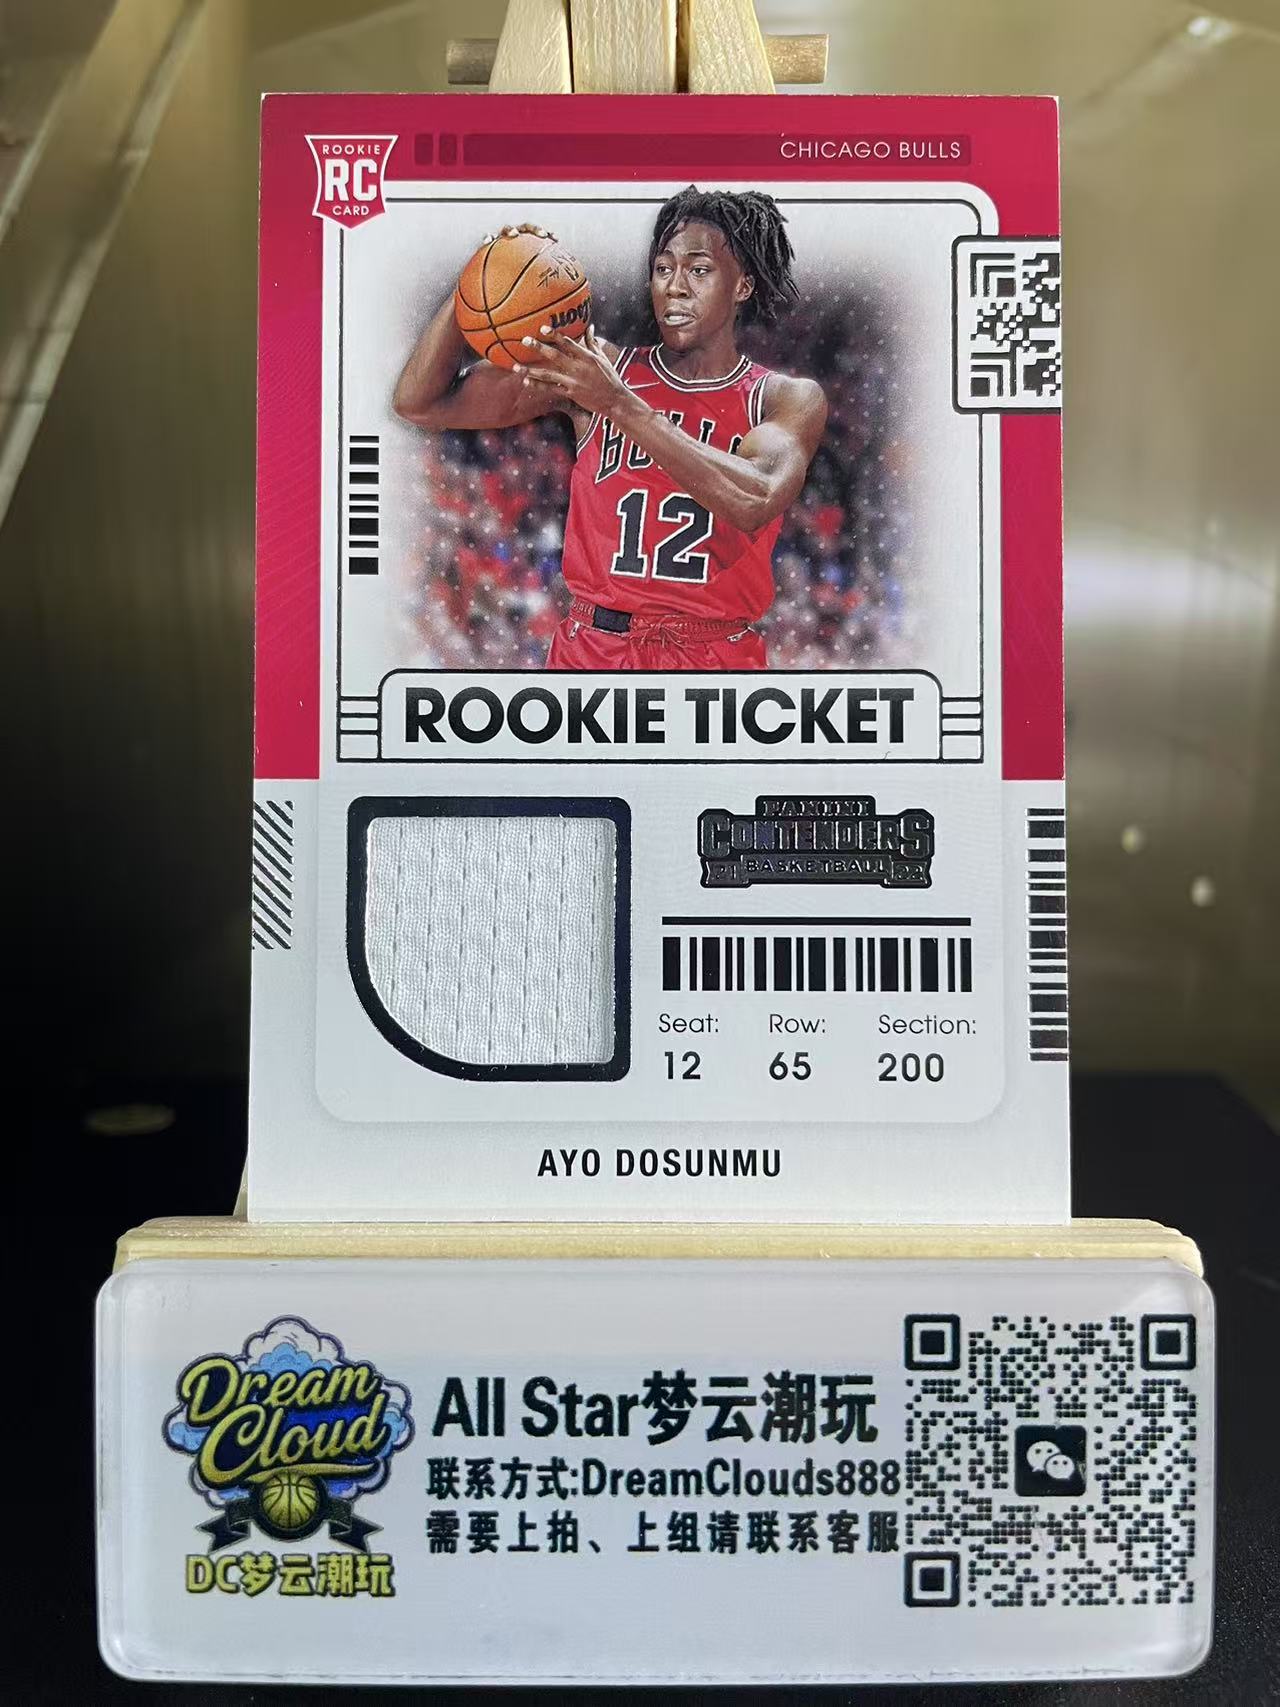 ROOKIE
RC
CARD
CHICAGO BULLS
BULLS
12
ROOKIE TICKET
PANINI
CONTENDERS
21 BASKETBALL 22
Seat: Row: Section:
12 65 200
AYO DOSUNMU
Dream
Cloud
DC梦云潮玩
All Star梦云潮玩
联系方式:DreamClouds888
需要上拍、上组请联系客服